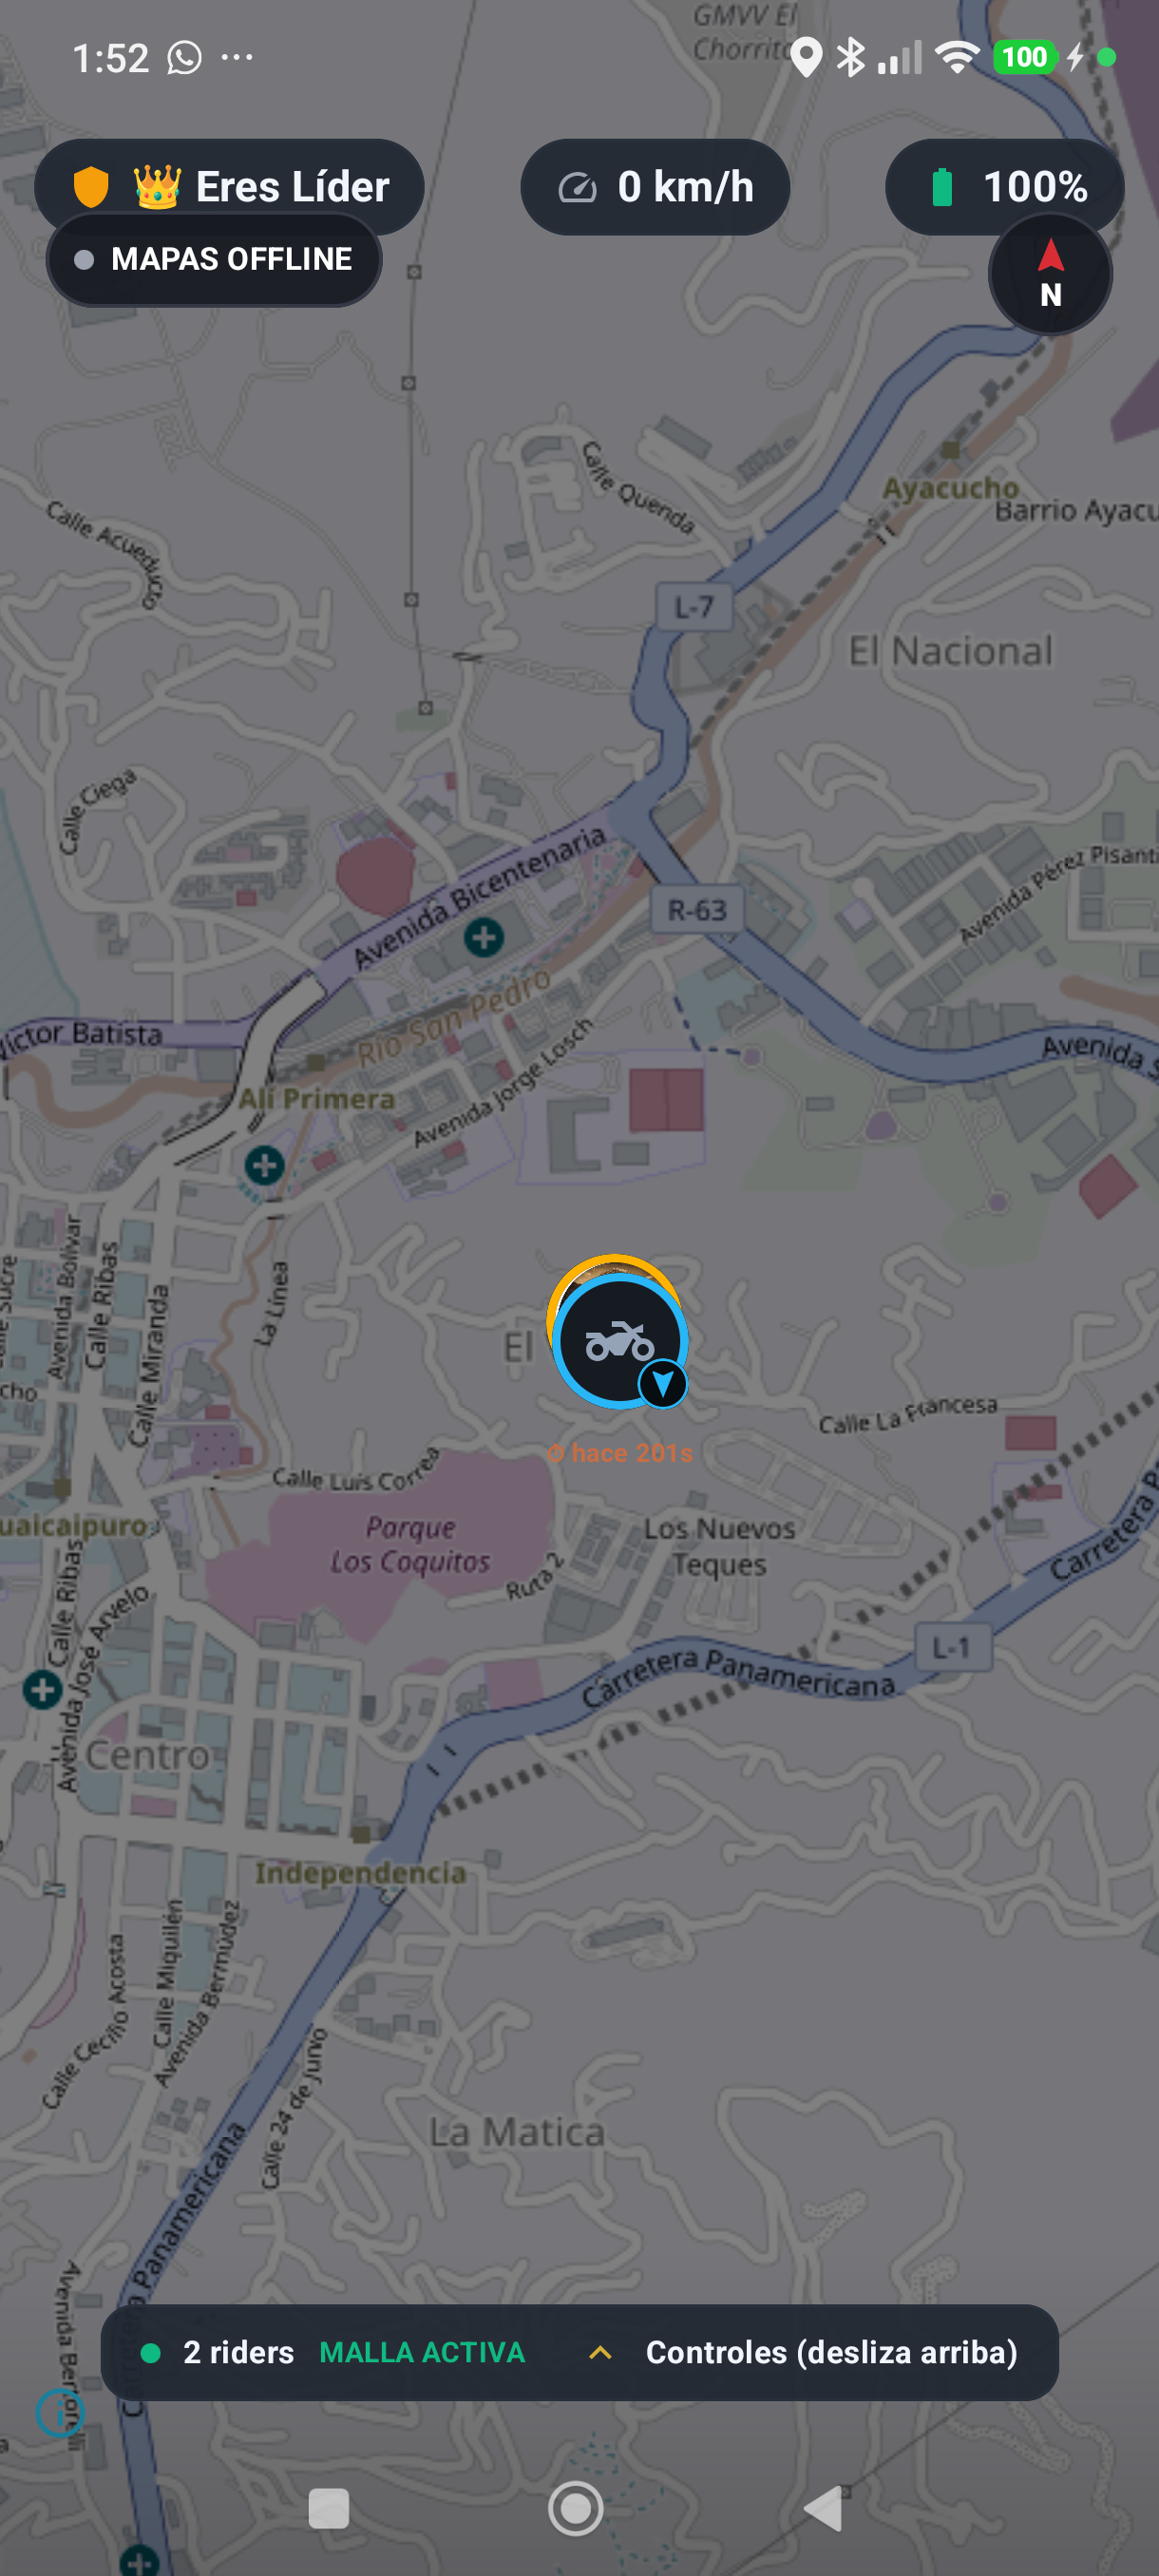 GMVV El
Chorrito
1:52
100
👑 Eres Líder
0 km/h
100%
MAPAS OFFLINE
N
Calle Quenda
Ayacucho
Barrio Ayacu
Calle Acueducto
L-7
El Nacional
Calle Ciega
Avenida Bicentenaria
Avenida Pérez Pisant
R-63
Río San Pedro
Víctor Batista
Avenida Jorge Losch
Avenida S
Alí Primera
Avenida Bolívar
Calle Ribas
Calle Miranda
La Línea
El
cho
Calle La Francesa
hace 201s
Calle Luis Correa
uaicaipuro
Parque
Los Coquitos
Los Nuevos
Teques
Ruta 2
Carretera P
Calle Ribas
Avenida José Arvelo
L-1
Carretera Panamericana
Centro
Independencia
Calle Miquilén
Avenida Bermúdez
Calle Cecilio Acosta
Calle 24 de Junio
La Matica
Carretera Panamericana
2 riders MALLA ACTIVA Controles (desliza arriba)